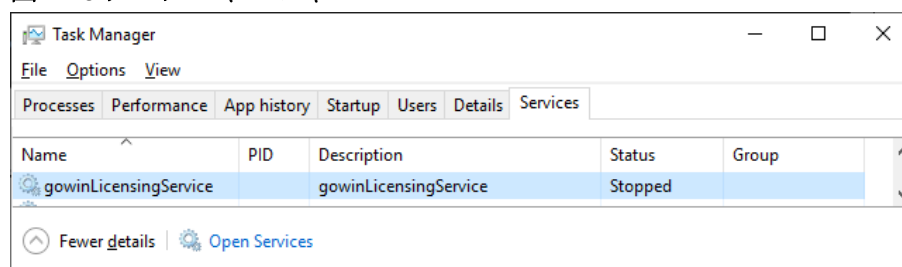 Task Manager
File Options View
Processes Performance App history Startup Users Details Services
Name PID Description Status Group
gowinLicensingService gowinLicensingService Stopped
Fewer details Open Services